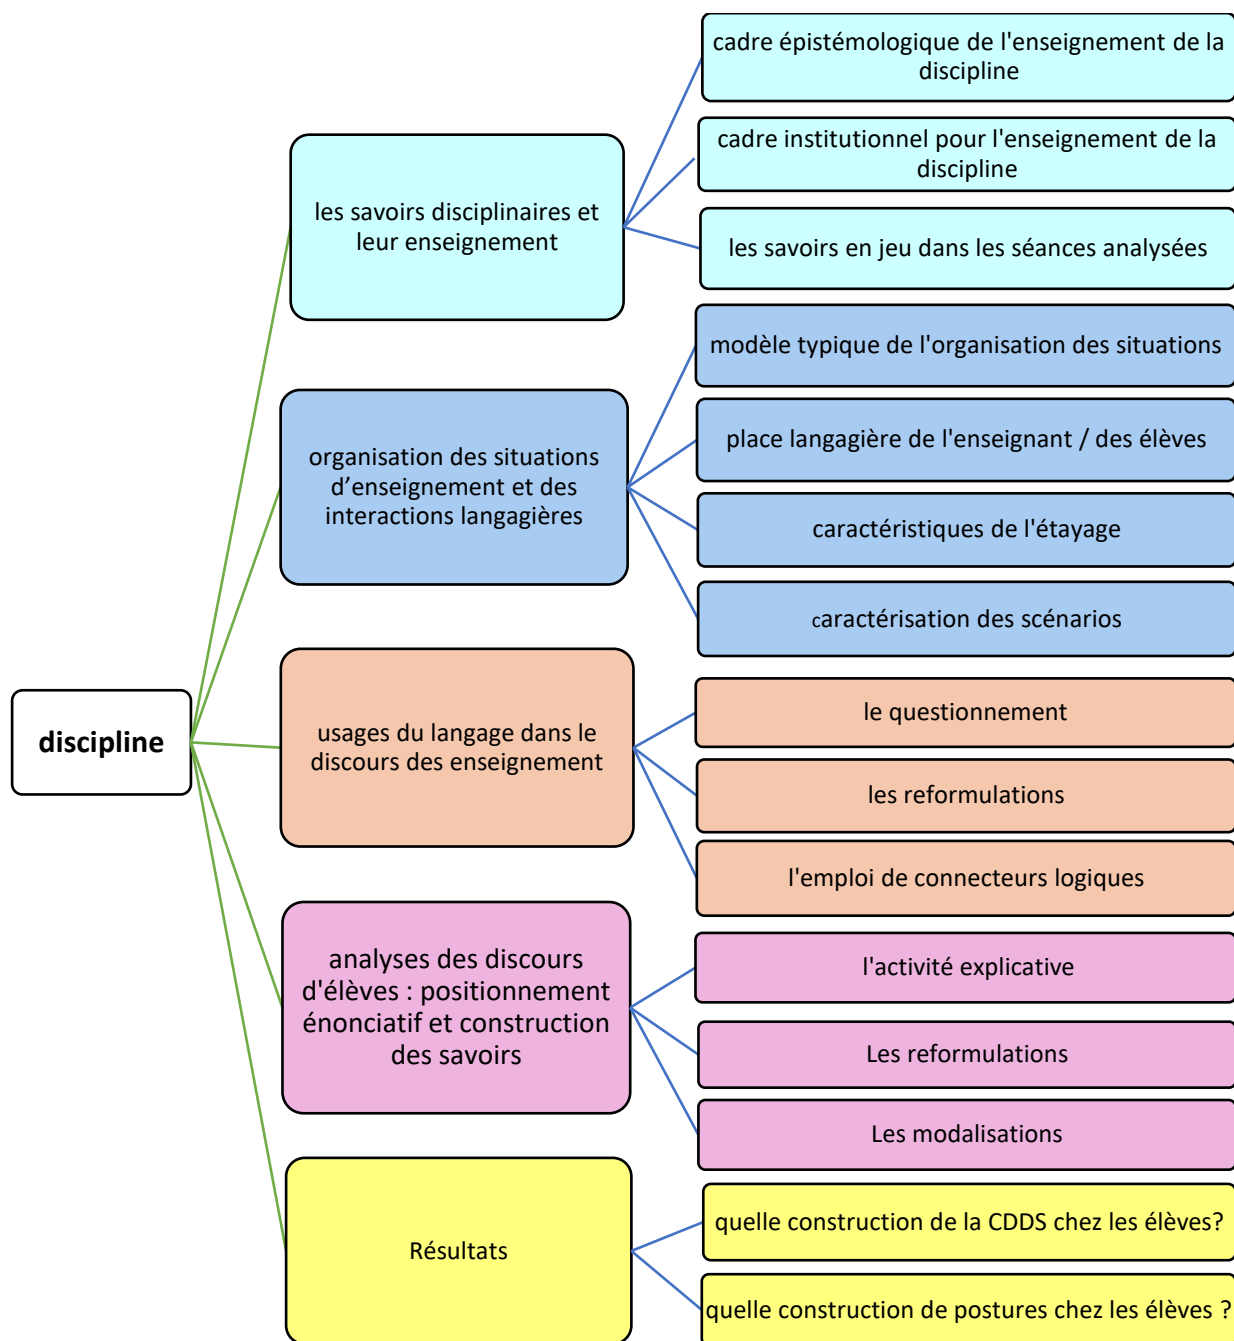 cadre épistémologique de l'enseignement de la
discipline
cadre institutionnel pour l'enseignement de la
discipline
les savoirs disciplinaires et
leur enseignement
les savoirs en jeu dans les séances analysées
modèle typique de l'organisation des situations
place langagière de l'enseignant / des élèves
organisation des situations
d’enseignement et des
interactions langagières
caractéristiques de l'étayage
caractérisation des scénarios
le questionnement
discipline
usages du langage dans le
discours des enseignement
les reformulations
l'emploi de connecteurs logiques
analyses des discours
d'élèves : positionnement
énonciatif et construction
des savoirs
l'activité explicative
Les reformulations
Les modalisations
Résultats
quelle construction de la CDDS chez les élèves?
quelle construction de postures chez les élèves ?